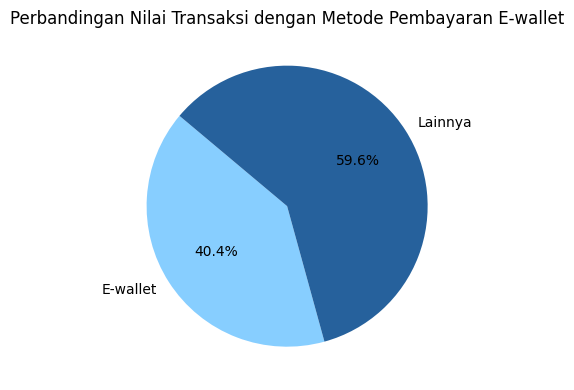 Perbandingan Nilai Transaksi dengan Metode Pembayaran E-wallet
Lainnya
59.6%
40.4%
E-wallet